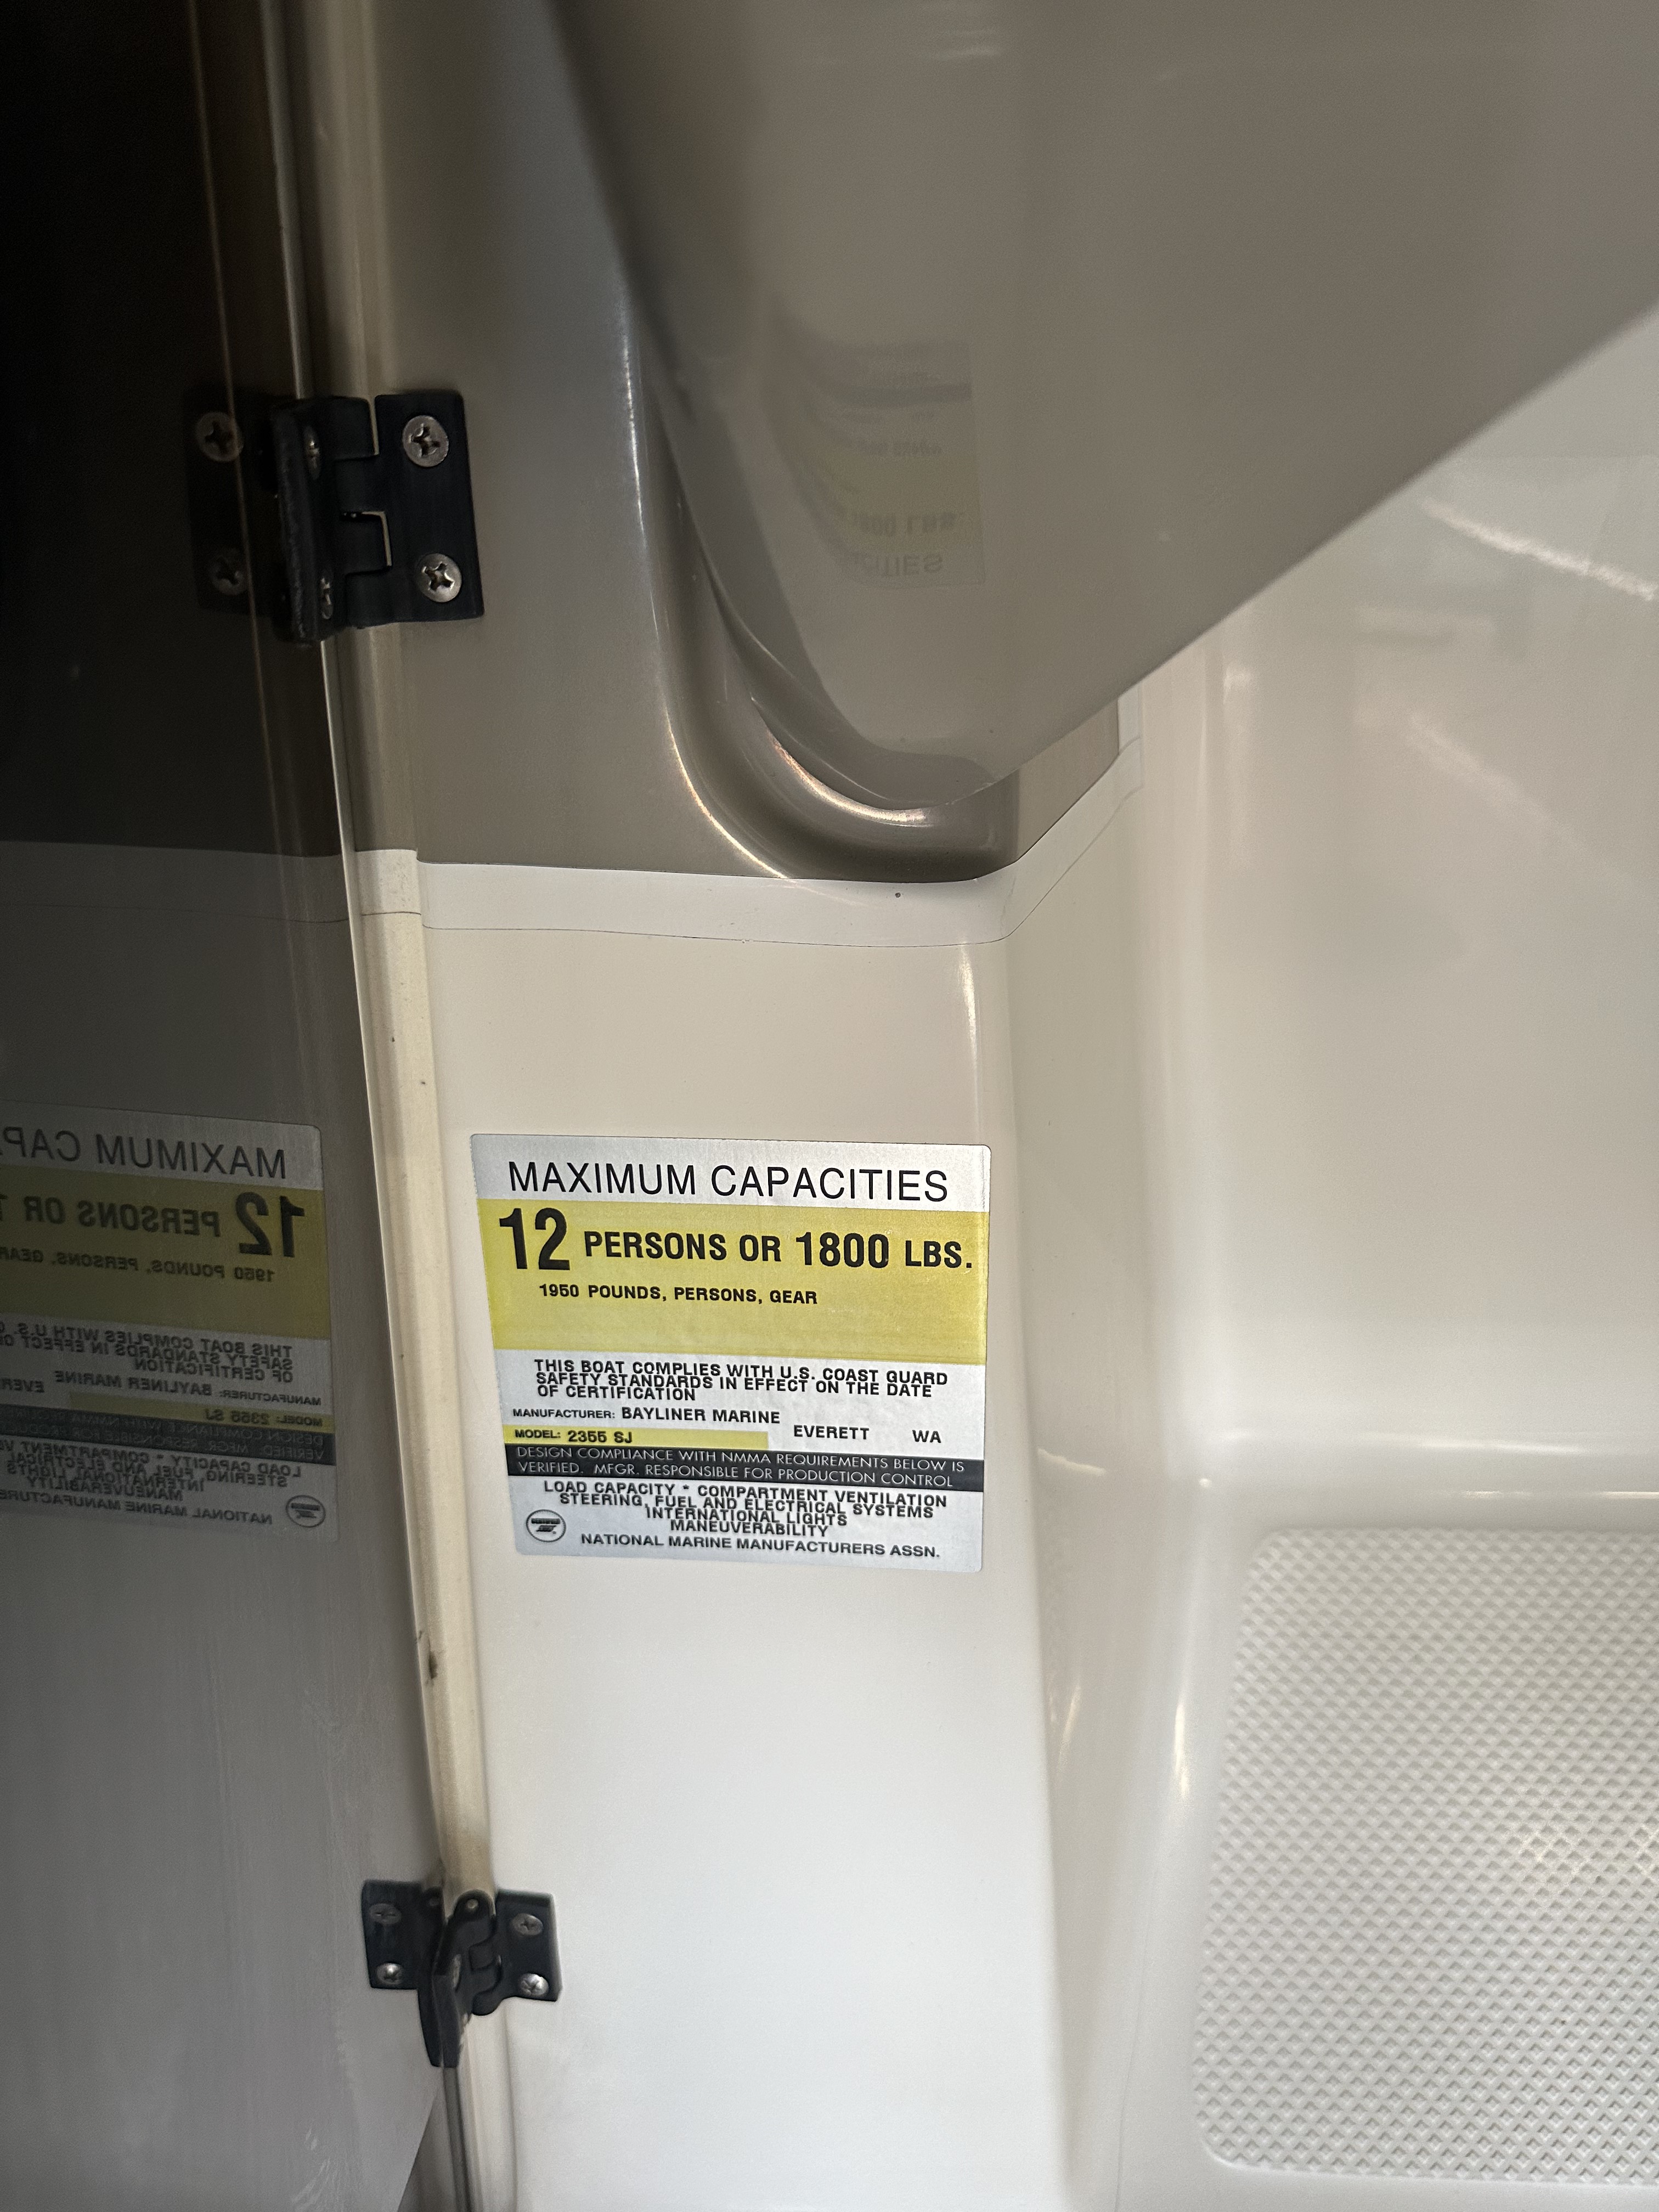 MAXIMUM CAPACITIES
12 PERSONS OR 1800 LBS.
1950 POUNDS, PERSONS, GEAR
THIS BOAT COMPLIES WITH U.S. COAST GUARD
SAFETY STANDARDS IN EFFECT ON THE DATE
OF CERTIFICATION
MANUFACTURER: BAYLINER MARINE
EVERETT WA
MODEL: 2355 SJ
DESIGN COMPLIANCE WITH NMMA REQUIREMENTS BELOW IS
VERIFIED. MFGR. RESPONSIBLE FOR PRODUCTION CONTROL
LOAD CAPACITY * COMPARTMENT VENTILATION
STEERING, FUEL AND ELECTRICAL SYSTEMS
INTERNATIONAL LIGHTS
MANEUVERABILITY
NATIONAL MARINE MANUFACTURERS ASSN.